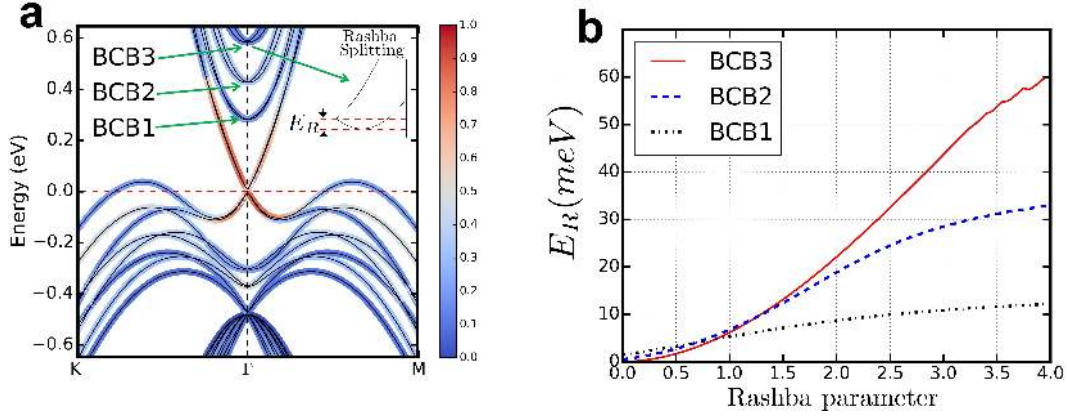 a
Energy (eV)
0.6
0.4
0.2
0.0
−0.2
−0.4
−0.6
K
Γ
M
BCB3
BCB2
BCB1
Rashba
Splitting
E_R
1.0
0.9
0.8
0.7
0.6
0.5
0.4
0.3
0.2
0.1
0.0
b
E_R(meV)
60
50
40
30
20
10
0
BCB3
BCB2
BCB1
0.0 0.5 1.0 1.5 2.0 2.5 3.0 3.5 4.0
Rashba parameter